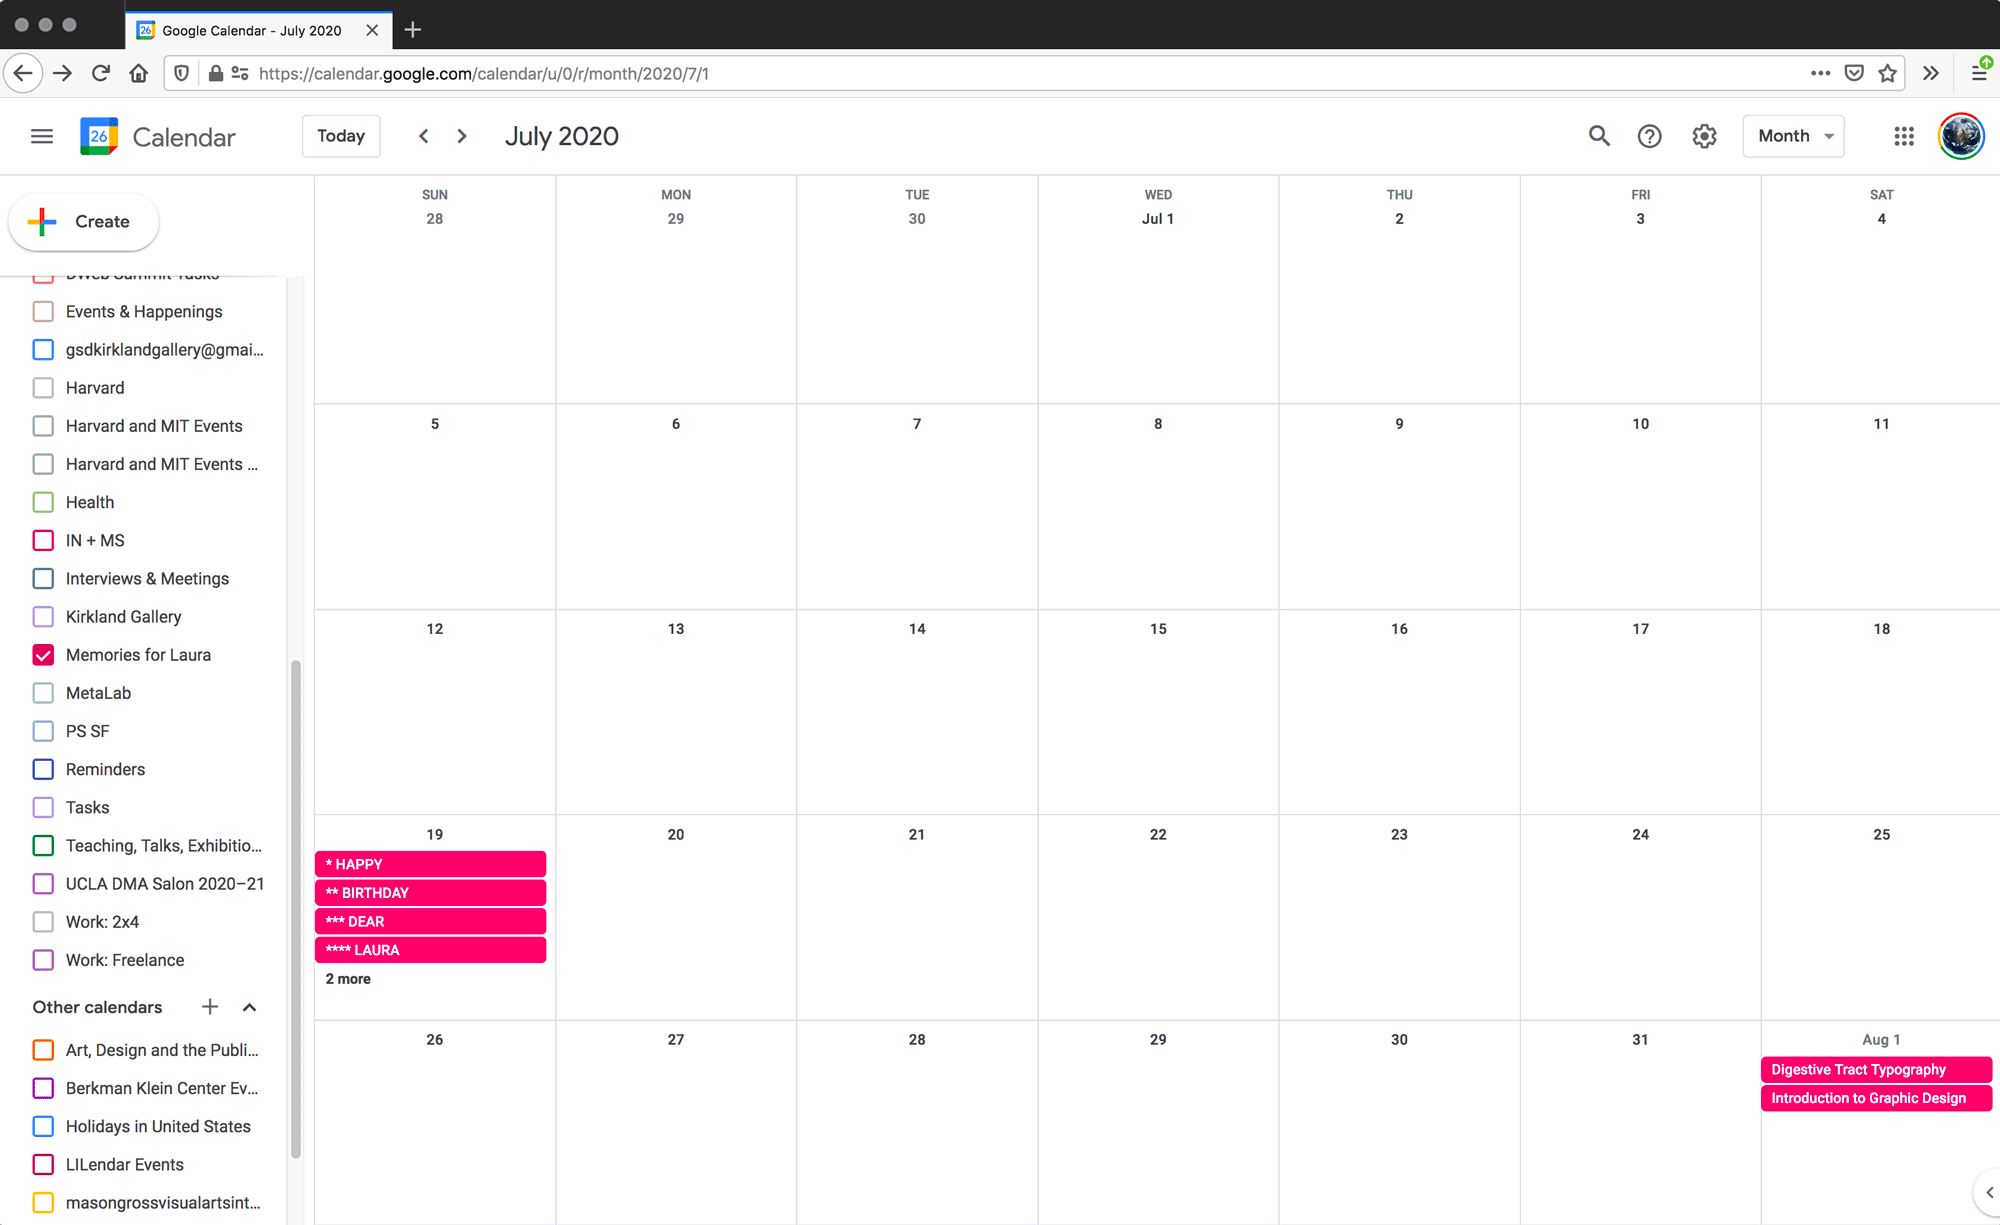 Google Calendar - July 2020
https://calendar.google.com/calendar/u/0/r/month/2020/7/1
26 Calendar
Today
July 2020
Month
Create
DWeb Summit Tasks
Events & Happenings
gsdkirklandgallery@gmai...
Harvard
Harvard and MIT Events
Harvard and MIT Events ...
Health
IN + MS
Interviews & Meetings
Kirkland Gallery
Memories for Laura
MetaLab
PS SF
Reminders
Tasks
Teaching, Talks, Exhibitio...
UCLA DMA Salon 2020–21
Work: 2x4
Work: Freelance
Other calendars
Art, Design and the Publi...
Berkman Klein Center Ev...
Holidays in United States
LILendar Events
masongrossvisualartsint...
SUN MON TUE WED THU FRI SAT
28 29 30 Jul 1 2 3 4
5 6 7 8 9 10 11
12 13 14 15 16 17 18
19 20 21 22 23 24 25
* HAPPY
** BIRTHDAY
*** DEAR
**** LAURA
2 more
26 27 28 29 30 31 Aug 1
Digestive Tract Typography
Introduction to Graphic Design